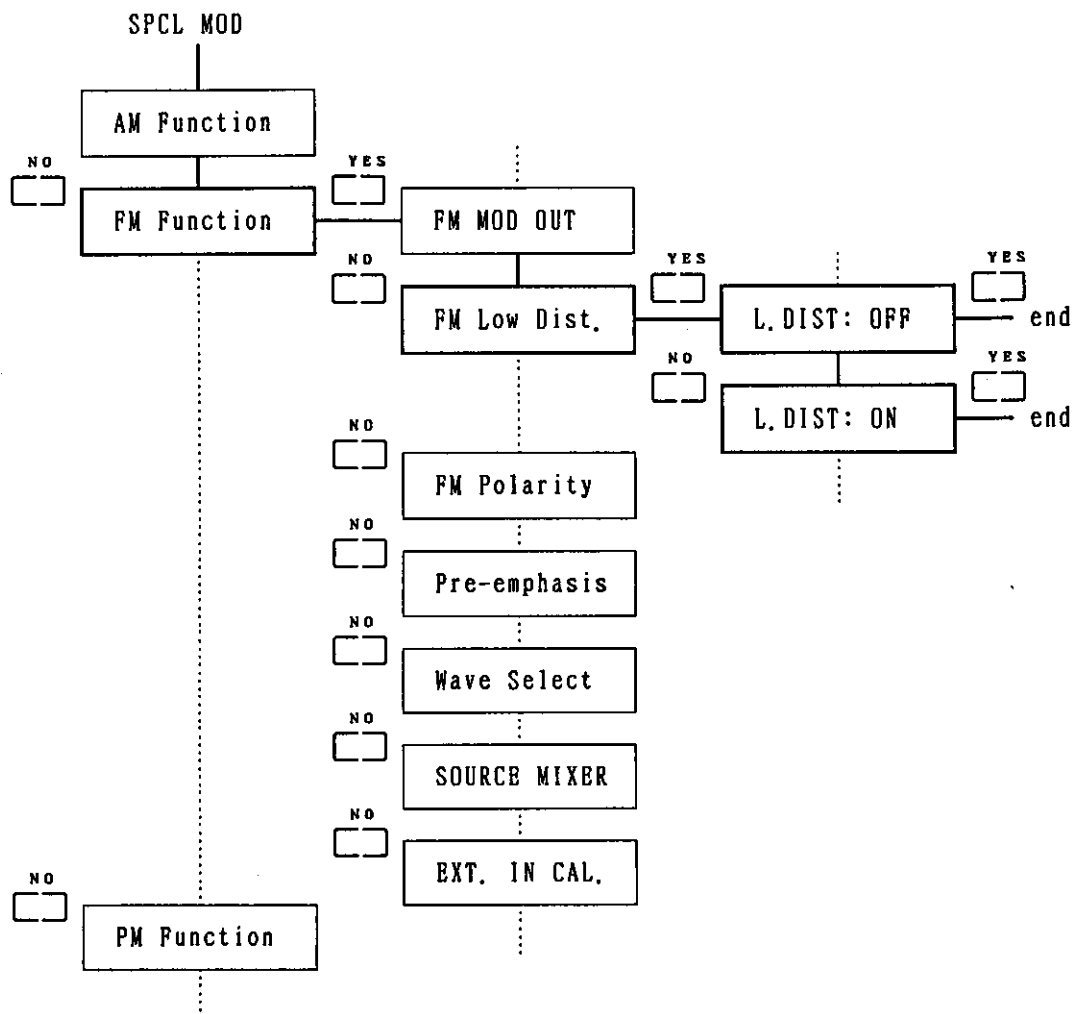 SPCL MOD
AM Function
NO
YES
FM Function
FM MOD OUT
NO
YES
YES
FM Low Dist.
L.DIST: OFF
end
NO
YES
L.DIST: ON
end
NO
FM Polarity
NO
Pre-emphasis
NO
Wave Select
NO
SOURCE MIXER
NO
EXT. IN CAL.
NO
PM Function